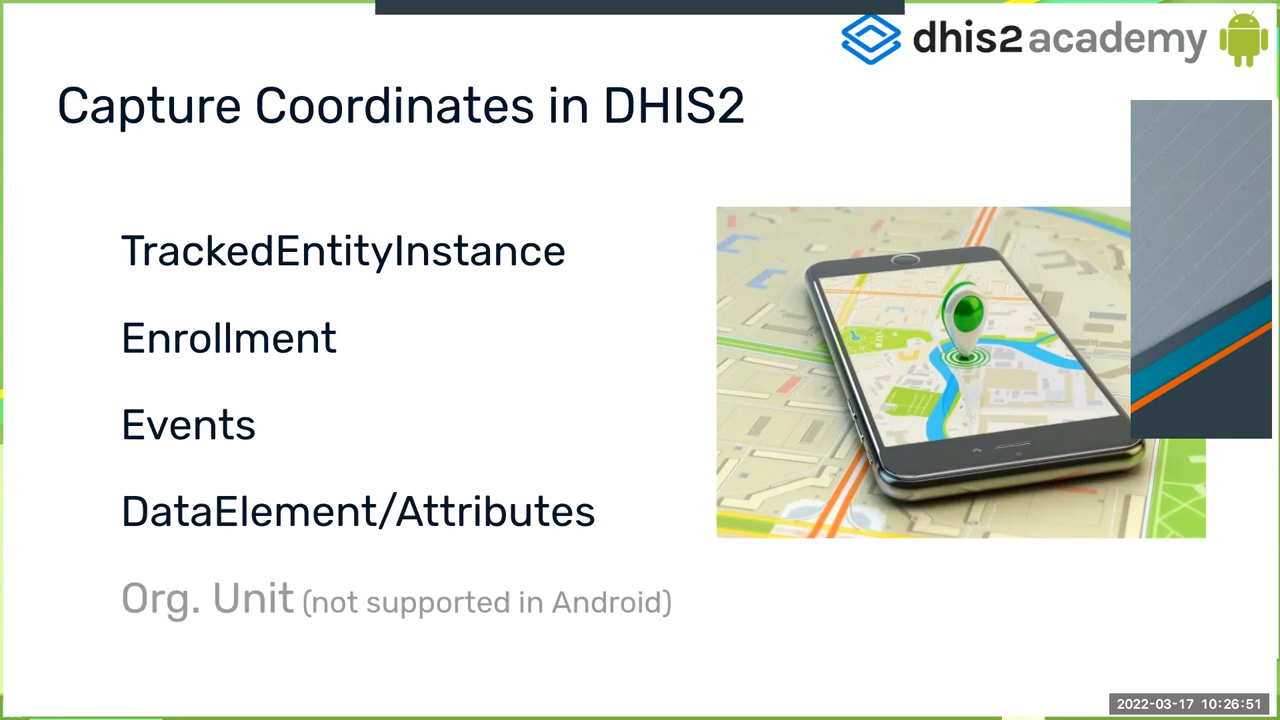 dhis2 academy
Capture Coordinates in DHIS2
TrackedEntityInstance
Enrollment
Events
DataElement/Attributes
Org. Unit (not supported in Android)
2022-03-17 10:26:51